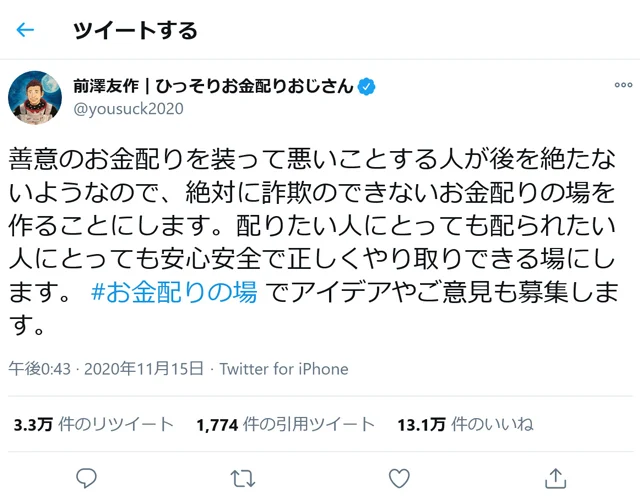 ツイートする
前澤友作┃ひっそりお金配りおじさん
@yousuck2020
善意のお金配りを装って悪いことする人が後を絶たな
いようなので、絶対に詐欺のできないお金配りの場を
作ることにします。配りたい人にとっても配られたい
人にとっても安心安全で正しくやり取りできる場にし
ます。 #お金配りの場 でアイデアやご意見も募集しま
す。
午後0:43 · 2020年11月15日 · Twitter for iPhone
3.3万 件のリツイート 1,774 件の引用ツイート 13.1万 件のいいね